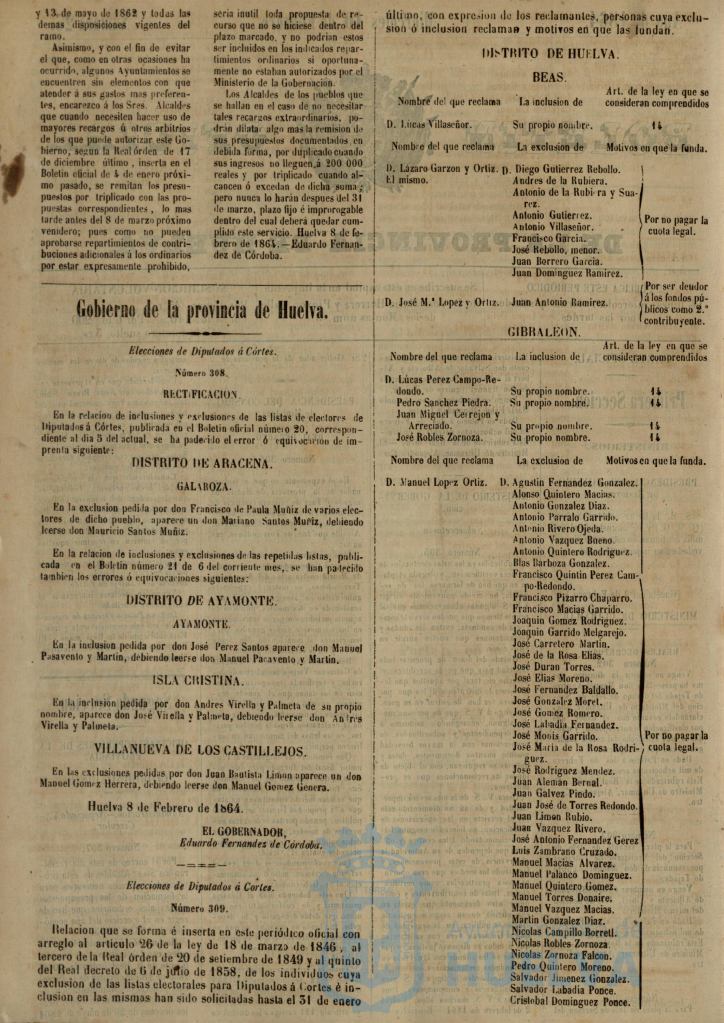 y 13 de mayo de 1862 y todas las
demas disposiciones vigentes del
ramo.
Asimismo, y con el fin de evitar
el que, como en otras ocasiones ha
ocurrido, algunos Ayuntamientos se
encuentren sin elementos con que
atender á sus gastos mas preferen-
tes, encarezco á los Sres. Alcaldes
que cuando necesiten hacer uso de
mayores recargos ú otros arbitrios
de los que puede autorizar este Go-
bierno, segun la Real órden de 17
de diciembre último, inserta en el
Boletin oficial de 4 de enero próxi-
mo pasado, se remitan los presu-
puestos por triplicado con las pro-
puestas correspondientes, lo mas
tarde antes del 8 de marzo próximo
venidero; pues como no pueden
aprobarse repartimientos de contri-
buciones adicionales á los ordinarios
por estar expresamente prohibido,
seria inutil toda propuesta de re-
curso que no se hiciese dentro del
plazo marcado, y no podrian estos
ser incluidos en los indicados repar-
timientos ordinarios si oportuna-
mente no estaban autorizados por el
Ministerio de la Gobernacion.
Los Alcaldes de los pueblos que
se hallan en el caso de no necesitar
tales recargos extraordinarios, po-
drán dilatar algo mas la remision de
sus presupuestos documentados en
debida forma, por duplicado cuando
sus ingresos no lleguen á 200 000
reales y por triplicado cuando al-
cancen ó excedan de dicha suma;
pero nunca lo harán despues del 31
de marzo, plazo fijo é improrogable
dentro del cual deberá quedar cum-
plido este servicio. Huelva 8 de fe-
brero de 1864.—Eduardo Fernan-
dez de Córdoba.
Gobierno de la provincia de Huelva.
Elecciones de Diputados á Córtes.
Número 308.
RECTIFICACION.
En la relacion de inclusiones y exclusiones de las listas de electores de
Diputados á Córtes, publicada en el Boletin oficial número 20, correspon-
diente al dia 5 del actual, se ha padecido el error ó equivocacion de im-
prenta siguiente:
DISTRITO DE ARACENA.
GALAROZA.
En la exclusion pedida por don Francisco de Paula Muñiz de varios elec-
tores de dicho pueblo, aparece un don Mariano Santos Muñiz, debiendo
leerse don Mauricio Santos Muñiz.
En la relacion de inclusiones y exclusiones de las repetidas listas, publi-
cada en el Boletin número 21 de 6 del corriente mes, se han padecido
tambien los errores ó equivocaciones siguientes:
DISTRITO DE AYAMONTE.
AYAMONTE.
En la inclusion pedida por don José Perez Santos aparece don Manuel
Pasavento y Martin, debiendo leerse don Manuel Pacavento y Martin.
ISLA CRISTINA.
En la inclusion pedida por don Andres Virella y Palmeta de su propio
nombre, aparece don José Virella y Palmeta, debiendo leerse don Andres
Virella y Palmeta.
VILLANUEVA DE LOS CASTILLEJOS.
En las exclusiones pedidas por don Juan Bautista Limon aparece un don
Manuel Gomez Herrera, debiendo leerse don Manuel Gomez Genera.
Huelva 8 de Febrero de 1864.
EL GOBERNADOR,
Eduardo Fernandez de Córdoba.
Elecciones de Diputados á Cortes.
Número 309.
Relacion que se forma é inserta en este periódico oficial con
arreglo al artículo 26 de la ley de 18 de marzo de 1846, al
tercero de la Real órden de 20 de setiembre de 1849 y al quinto
del Real decreto de 6 de julio de 1858, de los individuos cuya
exclusion de las listas electorales para Diputados á Cortes é in-
clusion en las mismas han sido solicitadas hasta el 31 de enero
último, con expresion de los reclamantes, personas cuya exclu-
sion ó inclusion reclaman y motivos en que las fundan.
DISTRITO DE HUELVA.
BEAS.
Nombre del que reclama La inclusion de Art. de la ley en que se
consideran comprendidos
D. Lucas Villaseñor. Su propio nombre. 14
Nombre del que reclama La exclusion de Motivos en que la funda.
D. Lázaro Garzon y Ortiz. D. Diego Gutierrez Rebollo.
El mismo. Andres de la Rubiera.
Antonio de la Rubiera y Sua-
rez.
Antonio Gutierrez.
Antonio Villaseñor.
Francisco Garcia.
José Rebollo, menor.
Juan Borrero Garcia.
Juan Dominguez Ramirez.
Por no pagar la
cuota legal.
D. José M.ª Lopez y Ortiz. Juan Antonio Ramirez.
Por ser deudor
á los fondos pú-
blicos como 2.º
contribuyente.
GIBRALEON.
Nombre del que reclama La inclusion de Art. de la ley en que se
consideran comprendidos
D. Lúcas Perez Campo-Re-
dondo. Su propio nombre. 14
Pedro Sanchez Piedra. Su propio nombre. 14
Juan Miguel Cerrejon y
Arreciado. Su propio nombre. 14
José Robles Zornoza. Su propio nombre. 14
Nombre del que reclama La exclusion de Motivos en que la funda.
D. Manuel Lopez Ortiz. D. Agustin Fernandez Gonzalez.
Alonso Quintero Macias.
Antonio Gonzalez Diaz.
Antonio Parralo Garrido.
Antonio Rivero Ojeda.
Antonio Vazquez Bueno.
Antonio Quintero Rodriguez.
Blas Barboza Gonzalez.
Francisco Quintin Perez Cam-
po-Redondo.
Francisco Pizarro Chaparro.
Francisco Macias Garrido.
Joaquin Gomez Rodriguez.
Joaquin Garrido Melgarejo.
José Carretero Martin.
José de la Rosa Elias.
José Duran Torres.
José Elias Moreno.
José Fernandez Baldallo.
José Gonzalez Moret.
José Gomez Romero.
José Labadia Fernandez.
José Monis Garrido.
José Maria de la Rosa Rodri-
guez.
José Rodriguez Mendez.
Juan Aleman Bernal.
Juan Galvez Pindo.
Juan José de Torres Redondo.
Juan Limon Rubio.
Juan Vazquez Rivero.
José Antonio Fernandez Gerez
Luis Zambrano Cruzado.
Manuel Macias Alvarez.
Manuel Palanco Dominguez.
Manuel Quintero Gomez.
Manuel Torres Donaire.
Manuel Vazquez Macias.
Martin Gonzalez Diaz.
Nicolas Campillo Borrell.
Nicolas Robles Zornoza.
Nicolas Zornoza Falcon.
Pedro Quintero Moreno.
Salvador Jimenez Gonzalez.
Salvador Labadia Ponce.
Cristobal Dominguez Ponce.
Por no pagar la
cuota legal.